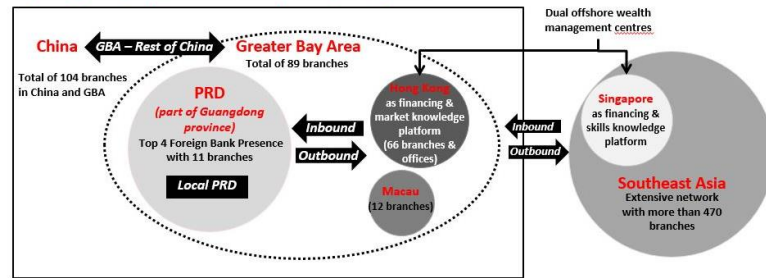 Dual offshore wealth
management centres
China
GBA – Rest of China
Greater Bay Area
Total of 104 branches
in China and GBA
Total of 89 branches
PRD
(part of Guangdong
province)
Top 4 Foreign Bank Presence
with 11 branches
Local PRD
Inbound
Outbound
Hong Kong
as financing &
market knowledge
platform
(66 branches &
offices)
Macau
(12 branches)
Inbound
Outbound
Singapore
as financing &
skills knowledge
platform
Southeast Asia
Extensive network
with more than 470
branches